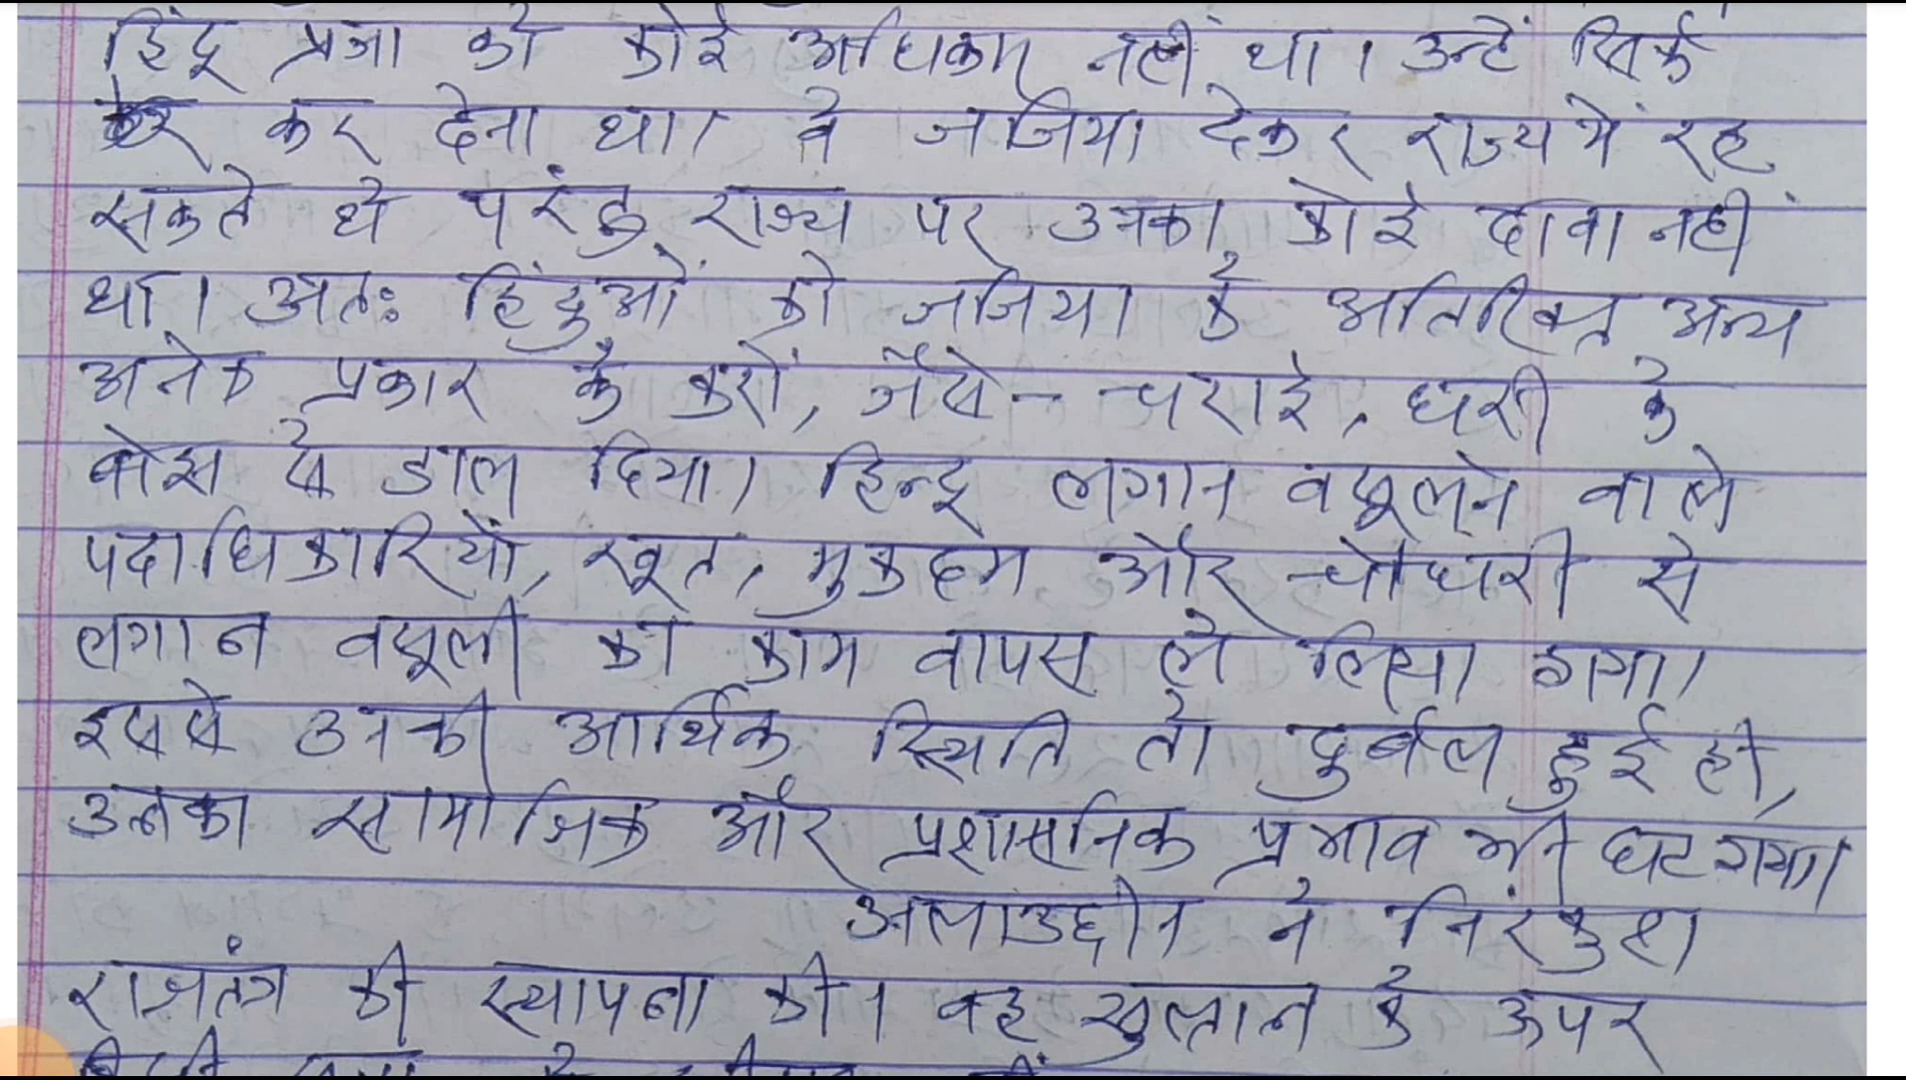 हिंदू प्रजा को कोई अधिकार नहीं था। उन्हें सिर्फ
कर देना था। वे जजिया देकर राज्य में रह
सकते थे परंतु राज्य पर उनका कोई दावा नहीं
था। अतः हिंदुओं को जजिया के अतिरिक्त अन्य
अनेक प्रकार के करों, जैसे - चराई, घरी के
बोझ से डाल दिया। हिन्दू लगान वसूलने वाले
पदाधिकारियों, खूत, मुकद्दम और चौधरी से
लगान वसूली का काम वापस ले लिया गया।
इससे उनकी आर्थिक स्थिति तो दुर्बल हुई ही,
उनका सामाजिक और प्रशासनिक प्रभाव भी घट गया।
अलाउद्दीन ने निरंकुश
राजतंत्र की स्थापना की। वह सुल्तान के ऊपर